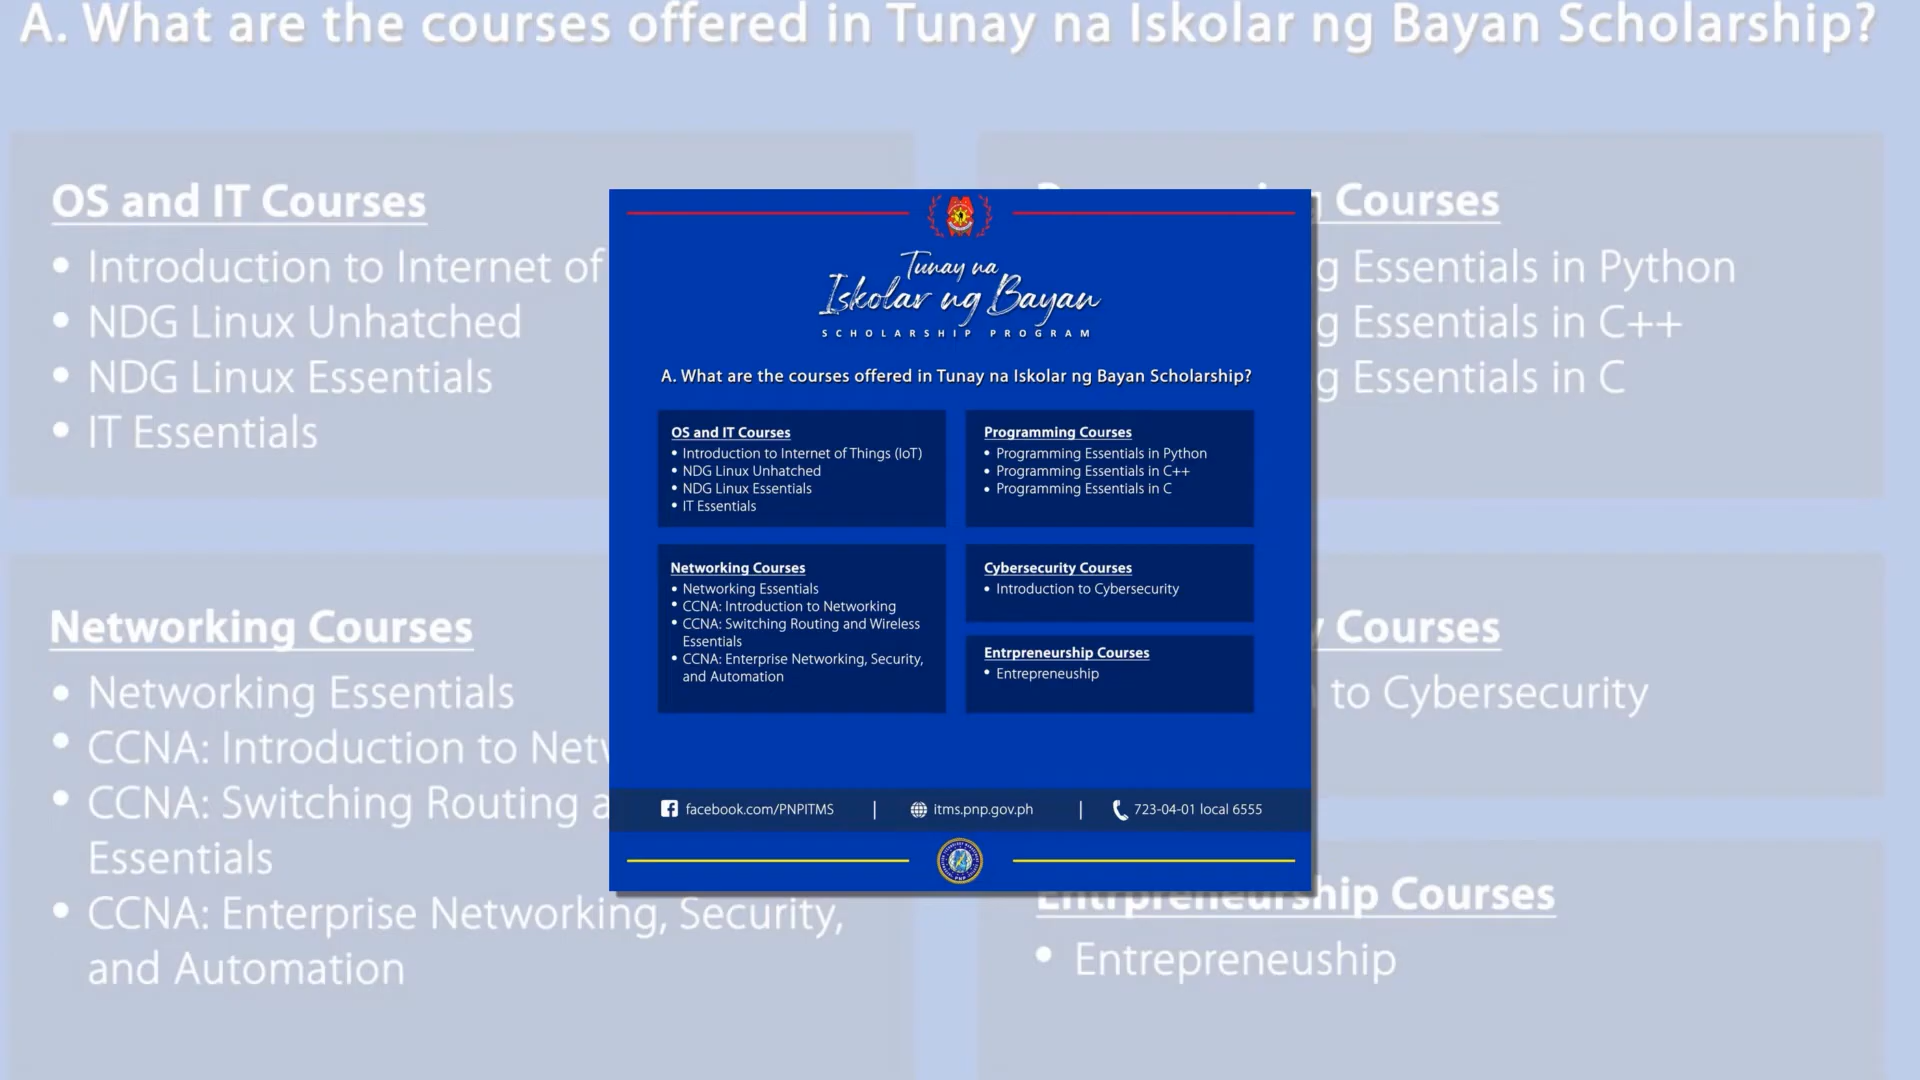 A. What are the courses offered in Tunay na Iskolar ng Bayan Scholarship?
OS and IT Courses
• Introduction to Internet of
• NDG Linux Unhatched
• NDG Linux Essentials
• IT Essentials
Courses
g Essentials in Python
g Essentials in C++
g Essentials in C
Networking Courses
• Networking Essentials
• CCNA: Introduction to Netw
• CCNA: Switching Routing a
Essentials
• CCNA: Enterprise Networking, Security,
and Automation
y Courses
to Cybersecurity
Entrpreneurship Courses
• Entrepreneuship
Tunay na
Iskolar ng Bayan
SCHOLARSHIP PROGRAM
A. What are the courses offered in Tunay na Iskolar ng Bayan Scholarship?
OS and IT Courses
• Introduction to Internet of Things (IoT)
• NDG Linux Unhatched
• NDG Linux Essentials
• IT Essentials
Programming Courses
• Programming Essentials in Python
• Programming Essentials in C++
• Programming Essentials in C
Networking Courses
• Networking Essentials
• CCNA: Introduction to Networking
• CCNA: Switching Routing and Wireless
Essentials
• CCNA: Enterprise Networking, Security,
and Automation
Cybersecurity Courses
• Introduction to Cybersecurity
Entrpreneurship Courses
• Entrepreneuship
facebook.com/PNPITMS | itms.pnp.gov.ph | 723-04-01 local 6555